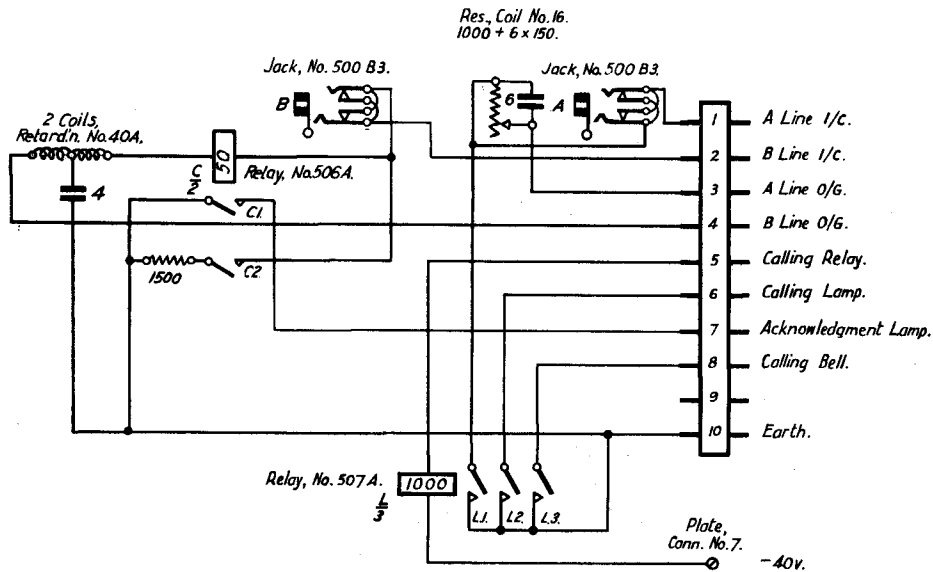 Res., Coil No. 16.
1000 + 6 x 150.
Jack, No. 500 B3.
Jack, No. 500 B3.
B
6
A
2 Coils,
Retard'n. No. 40A.
50
Relay, No. 506A.
C
2
4
C1.
1500
C2
1
A Line I/C.
2
B Line I/C.
3
A Line O/G.
4
B Line O/G.
5
Calling Relay.
6
Calling Lamp.
7
Acknowledgment Lamp.
8
Calling Bell.
9
10
Earth.
Relay, No. 507A.
1000
L
3
L1.
L2.
L3.
Plate,
Conn. No. 7.
-40v.